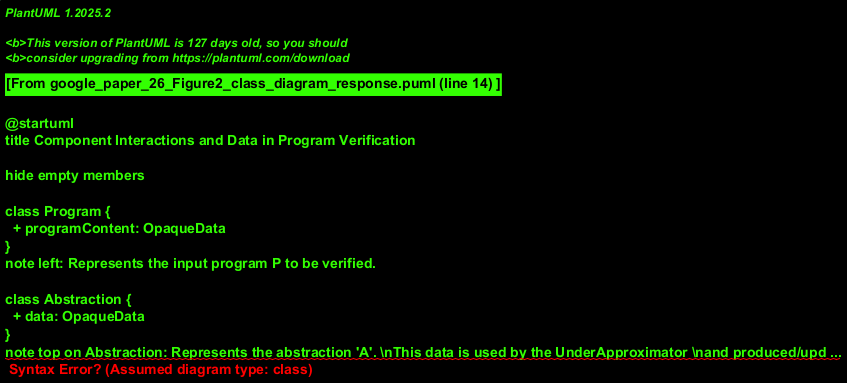 PlantUML 1.2025.2
<b>This version of PlantUML is 127 days old, so you should
<b>consider upgrading from https://plantuml.com/download
[From google_paper_26_Figure2_class_diagram_response.puml (line 14) ]
@startuml
title Component Interactions and Data in Program Verification
hide empty members
class Program {
+ programContent: OpaqueData
}
note left: Represents the input program P to be verified.
class Abstraction {
+ data: OpaqueData
}
note top on Abstraction: Represents the abstraction 'A'. \nThis data is used by the UnderApproximator \nand produced/upd ...
Syntax Error? (Assumed diagram type: class)